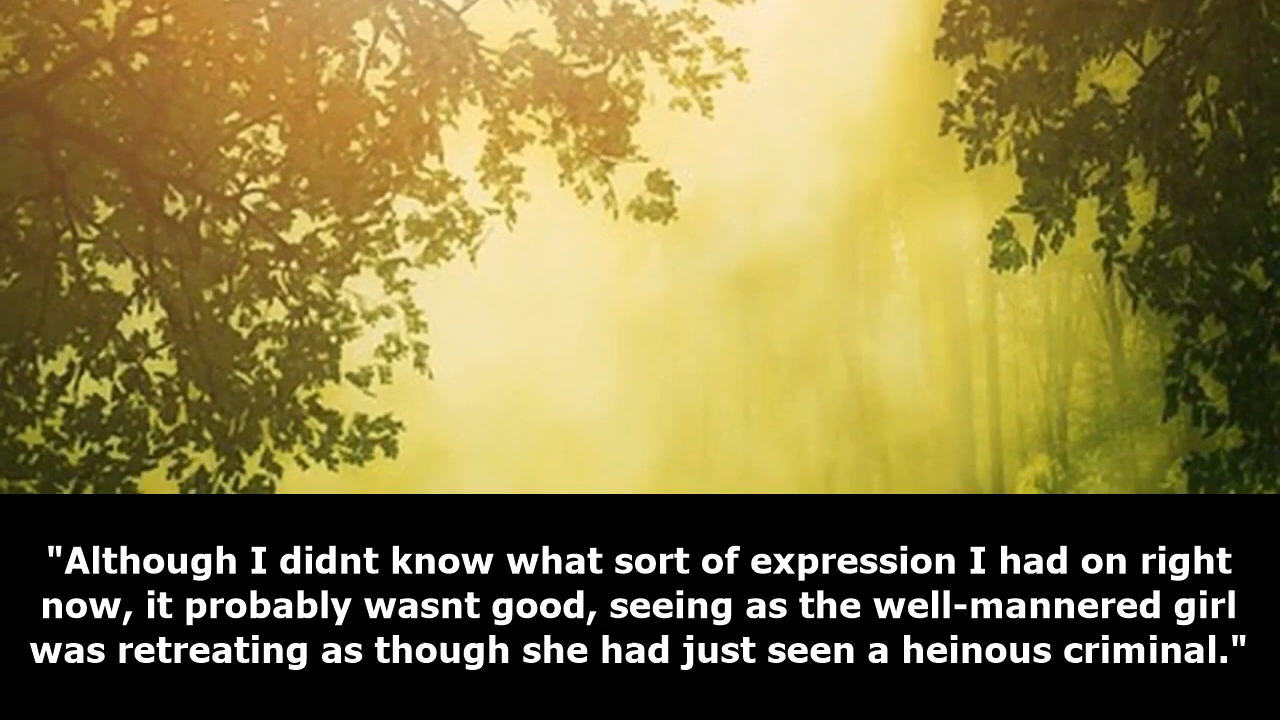 "Although I didnt know what sort of expression I had on right
now, it probably wasnt good, seeing as the well-mannered girl
was retreating as though she had just seen a heinous criminal."